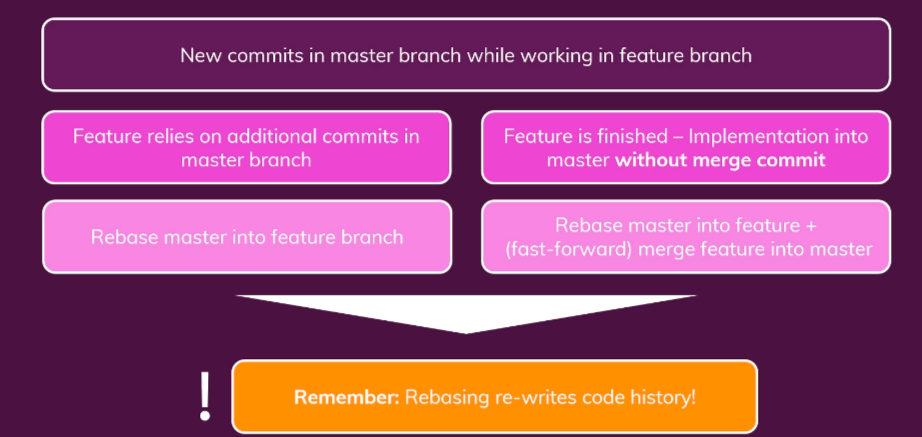 New commits in master branch while working in feature branch
Feature relies on additional commits in
master branch
Feature is finished – Implementation into
master without merge commit
Rebase master into feature branch
Rebase master into feature +
(fast-forward) merge feature into master
! Remember: Rebasing re-writes code history!